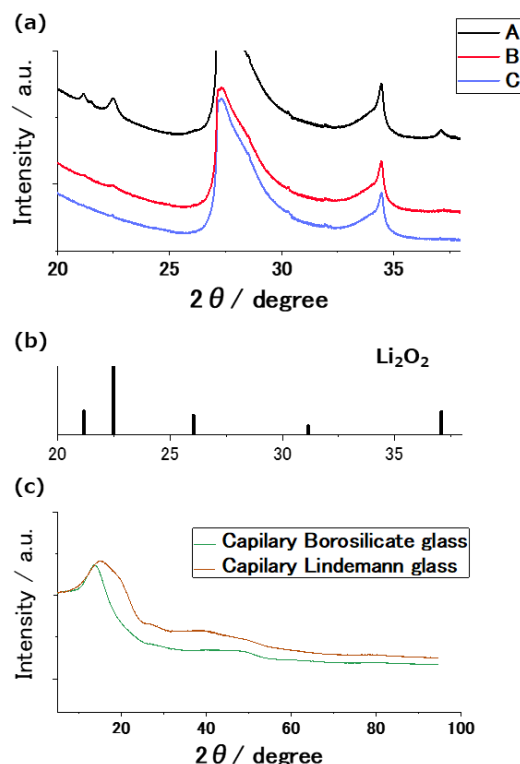 (a)
A
B
C
Intensity / a.u.
20
25
30
35
2θ / degree
(b)
Li₂O₂
20
25
30
35
(c)
Capilary Borosilicate glass
Capilary Lindemann glass
Intensity / a.u.
20
40
60
80
100
2θ / degree